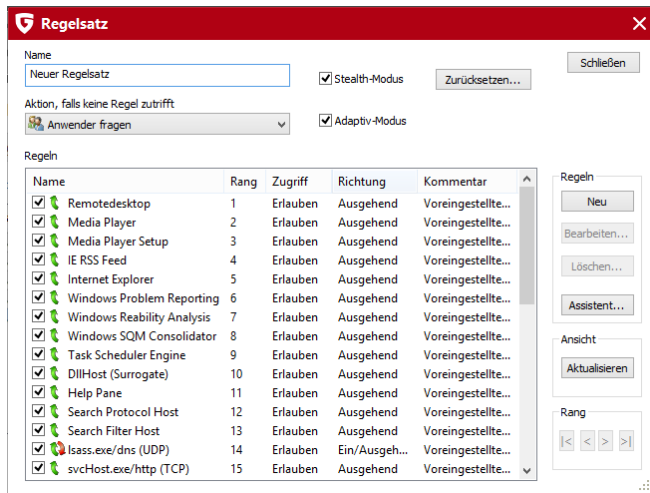 Regelsatz
Name
Neuer Regelsatz
Stealth-Modus
Zurücksetzen...
Schließen
Aktion, falls keine Regel zutrifft
Anwender fragen
Adaptiv-Modus
Regeln
Name Rang Zugriff Richtung Kommentar
Remotedesktop 1 Erlauben Ausgehend Voreingestellte...
Media Player 2 Erlauben Ausgehend Voreingestellte...
Media Player Setup 3 Erlauben Ausgehend Voreingestellte...
IE RSS Feed 4 Erlauben Ausgehend Voreingestellte...
Internet Explorer 5 Erlauben Ausgehend Voreingestellte...
Windows Problem Reporting 6 Erlauben Ausgehend Voreingestellte...
Windows Reability Analysis 7 Erlauben Ausgehend Voreingestellte...
Windows SQM Consolidator 8 Erlauben Ausgehend Voreingestellte...
Task Scheduler Engine 9 Erlauben Ausgehend Voreingestellte...
DllHost (Surrogate) 10 Erlauben Ausgehend Voreingestellte...
Help Pane 11 Erlauben Ausgehend Voreingestellte...
Search Protocol Host 12 Erlauben Ausgehend Voreingestellte...
Search Filter Host 13 Erlauben Ausgehend Voreingestellte...
lsass.exe/dns (UDP) 14 Erlauben Ein/Ausgeh... Voreingestellte...
svcHost.exe/http (TCP) 15 Erlauben Ausgehend Voreingestellte...
Regeln
Neu
Bearbeiten...
Löschen...
Assistent...
Ansicht
Aktualisieren
Rang
|< < > >|